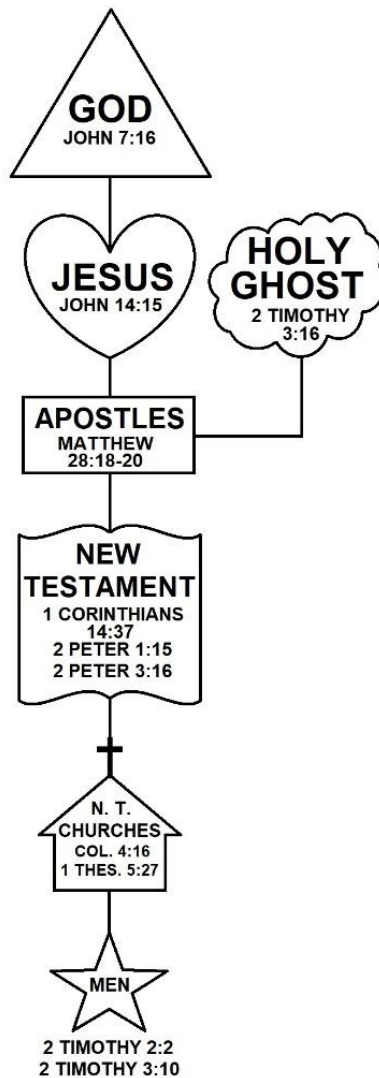 GOD
JOHN 7:16
JESUS
JOHN 14:15
HOLY
GHOST
2 TIMOTHY
3:16
APOSTLES
MATTHEW
28:18-20
NEW
TESTAMENT
1 CORINTHIANS
14:37
2 PETER 1:15
2 PETER 3:16
N. T.
CHURCHES
COL. 4:16
1 THES. 5:27
MEN
2 TIMOTHY 2:2
2 TIMOTHY 3:10